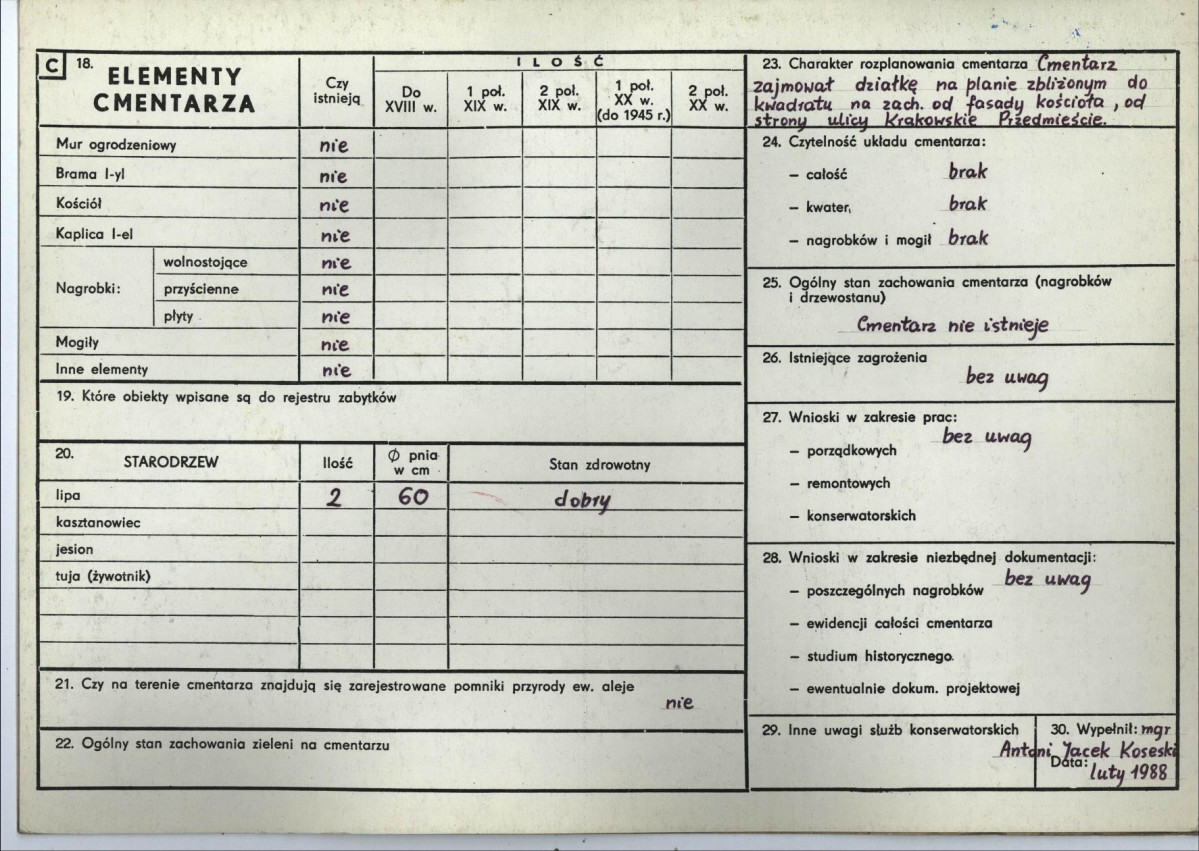 C 18. ELEMENTY CMENTARZA
Czy istnieją
I L O Ś Ć
Do XVIII w.
1 poł. XIX w.
2 poł. XIX w.
1 poł. XX w. (do 1945 r.)
2 poł. XX w.
Mur ogrodzeniowy nie
Brama I-yl nie
Kościół nie
Kaplica I-el nie
Nagrobki:
wolnostojące nie
przyścienne nie
płyty nie
Mogiły nie
Inne elementy nie
19. Które obiekty wpisane są do rejestru zabytków
20. STARODRZEW Ilość Ø pnia w cm Stan zdrowotny
lipa 2 60 dobry
kasztanowiec
jesion
tuja (żywotnik)
21. Czy na terenie cmentarza znajdują się zarejestrowane pomniki przyrody ew. aleje
nie
22. Ogólny stan zachowania zieleni na cmentarzu
23. Charakter rozplanowania cmentarza Cmentarz
zajmował działkę na planie zbliżonym do
kwadratu na zach. od fasady kościoła, od
strony ulicy Krakowskie Przedmieście.
24. Czytelność układu cmentarza:
– całość brak
– kwater, brak
– nagrobków i mogił brak
25. Ogólny stan zachowania cmentarza (nagrobków
i drzewostanu)
Cmentarz nie istnieje
26. Istniejące zagrożenia
bez uwag
27. Wnioski w zakresie prac:
bez uwag
– porządkowych
– remontowych
– konserwatorskich
28. Wnioski w zakresie niezbędnej dokumentacji:
bez uwag
– poszczególnych nagrobków
– ewidencji całości cmentarza
– studium historycznego
– ewentualnie dokum. projektowej
29. Inne uwagi służb konserwatorskich
30. Wypełnił: mgr
Antoni Jacek Koseski
Data:
luty 1988